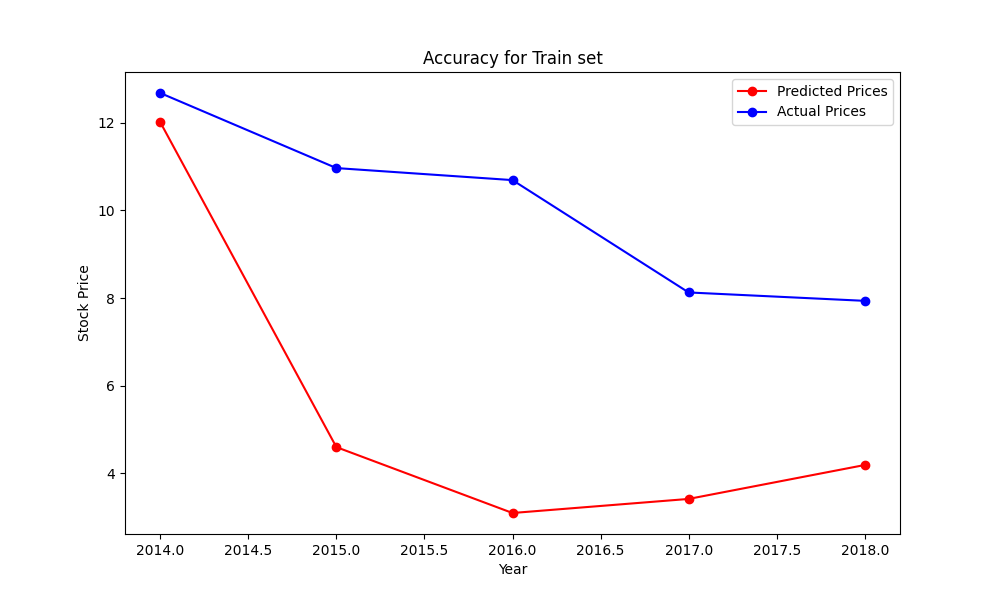 Accuracy for Train set
Predicted Prices
Actual Prices
12
10
8
6
4
Stock Price
2014.0 2014.5 2015.0 2015.5 2016.0 2016.5 2017.0 2017.5 2018.0
Year